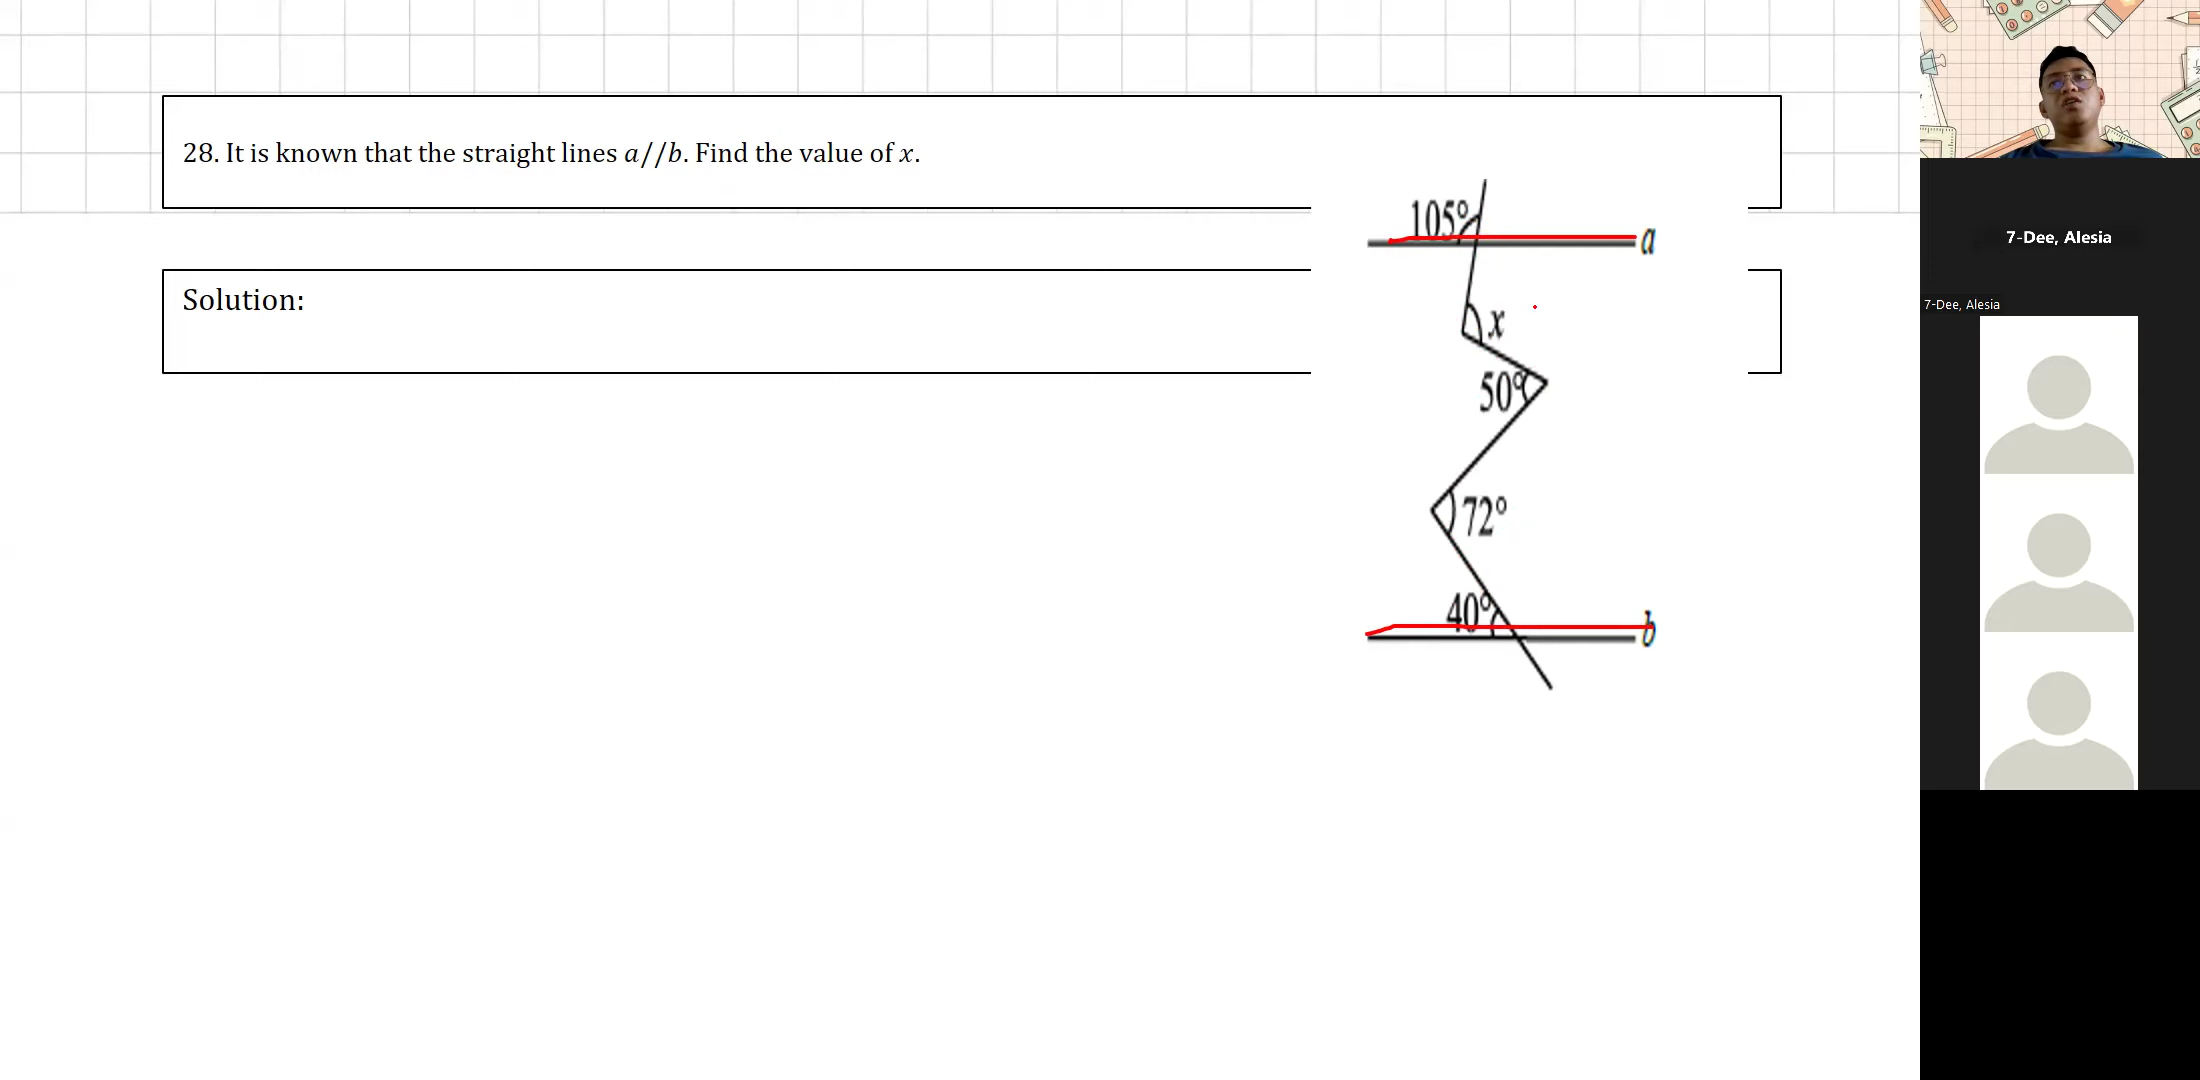 28. It is known that the straight lines a//b. Find the value of x.
Solution:
105°
a
x
50°
72°
40°
b
7-Dee, Alesia
7-Dee, Alesia